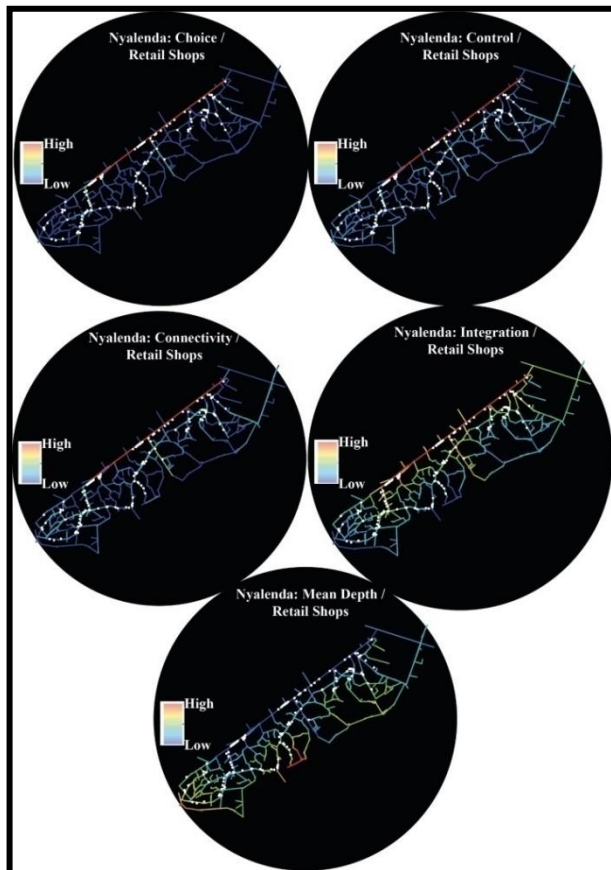 Nyalenda: Choice /
Retail Shops
High
Low
Nyalenda: Control /
Retail Shops
High
Low
Nyalenda: Connectivity /
Retail Shops
High
Low
Nyalenda: Integration /
Retail Shops
High
Low
Nyalenda: Mean Depth /
Retail Shops
High
Low